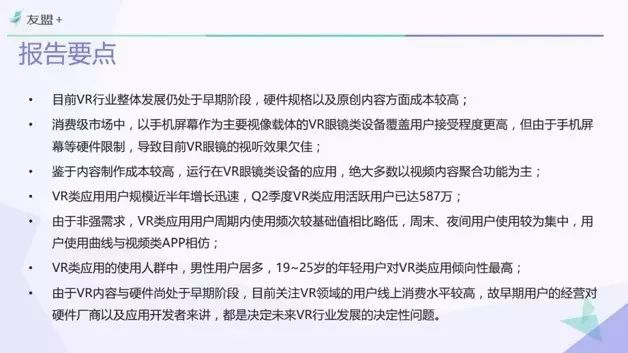 友盟+
报告要点
• 目前VR行业整体发展仍处于早期阶段，硬件规格以及原创内容方面成本较高；
• 消费级市场中，以手机屏幕作为主要视像载体的VR眼镜类设备覆盖用户接受程度更高，但由于手机屏
幕等硬件限制，导致目前VR眼镜的视听效果欠佳；
• 鉴于内容制作成本较高，运行在VR眼镜类设备的应用，绝大多数以视频内容聚合功能为主；
• VR类应用用户规模近半年增长迅速，Q2季度VR类应用活跃用户已达587万；
• 由于非强需求，VR类应用用户周期内使用频次较基础值相比略低，周末、夜间用户使用较为集中，用
户使用曲线与视频类APP相仿；
• VR类应用的使用人群中，男性用户居多，19~25岁的年轻用户对VR类应用倾向性最高；
• 由于VR内容与硬件尚处于早期阶段，目前关注VR领域的用户线上消费水平较高，故早期用户的经营对
硬件厂商以及应用开发者来讲，都是决定未来VR行业发展的决定性问题。